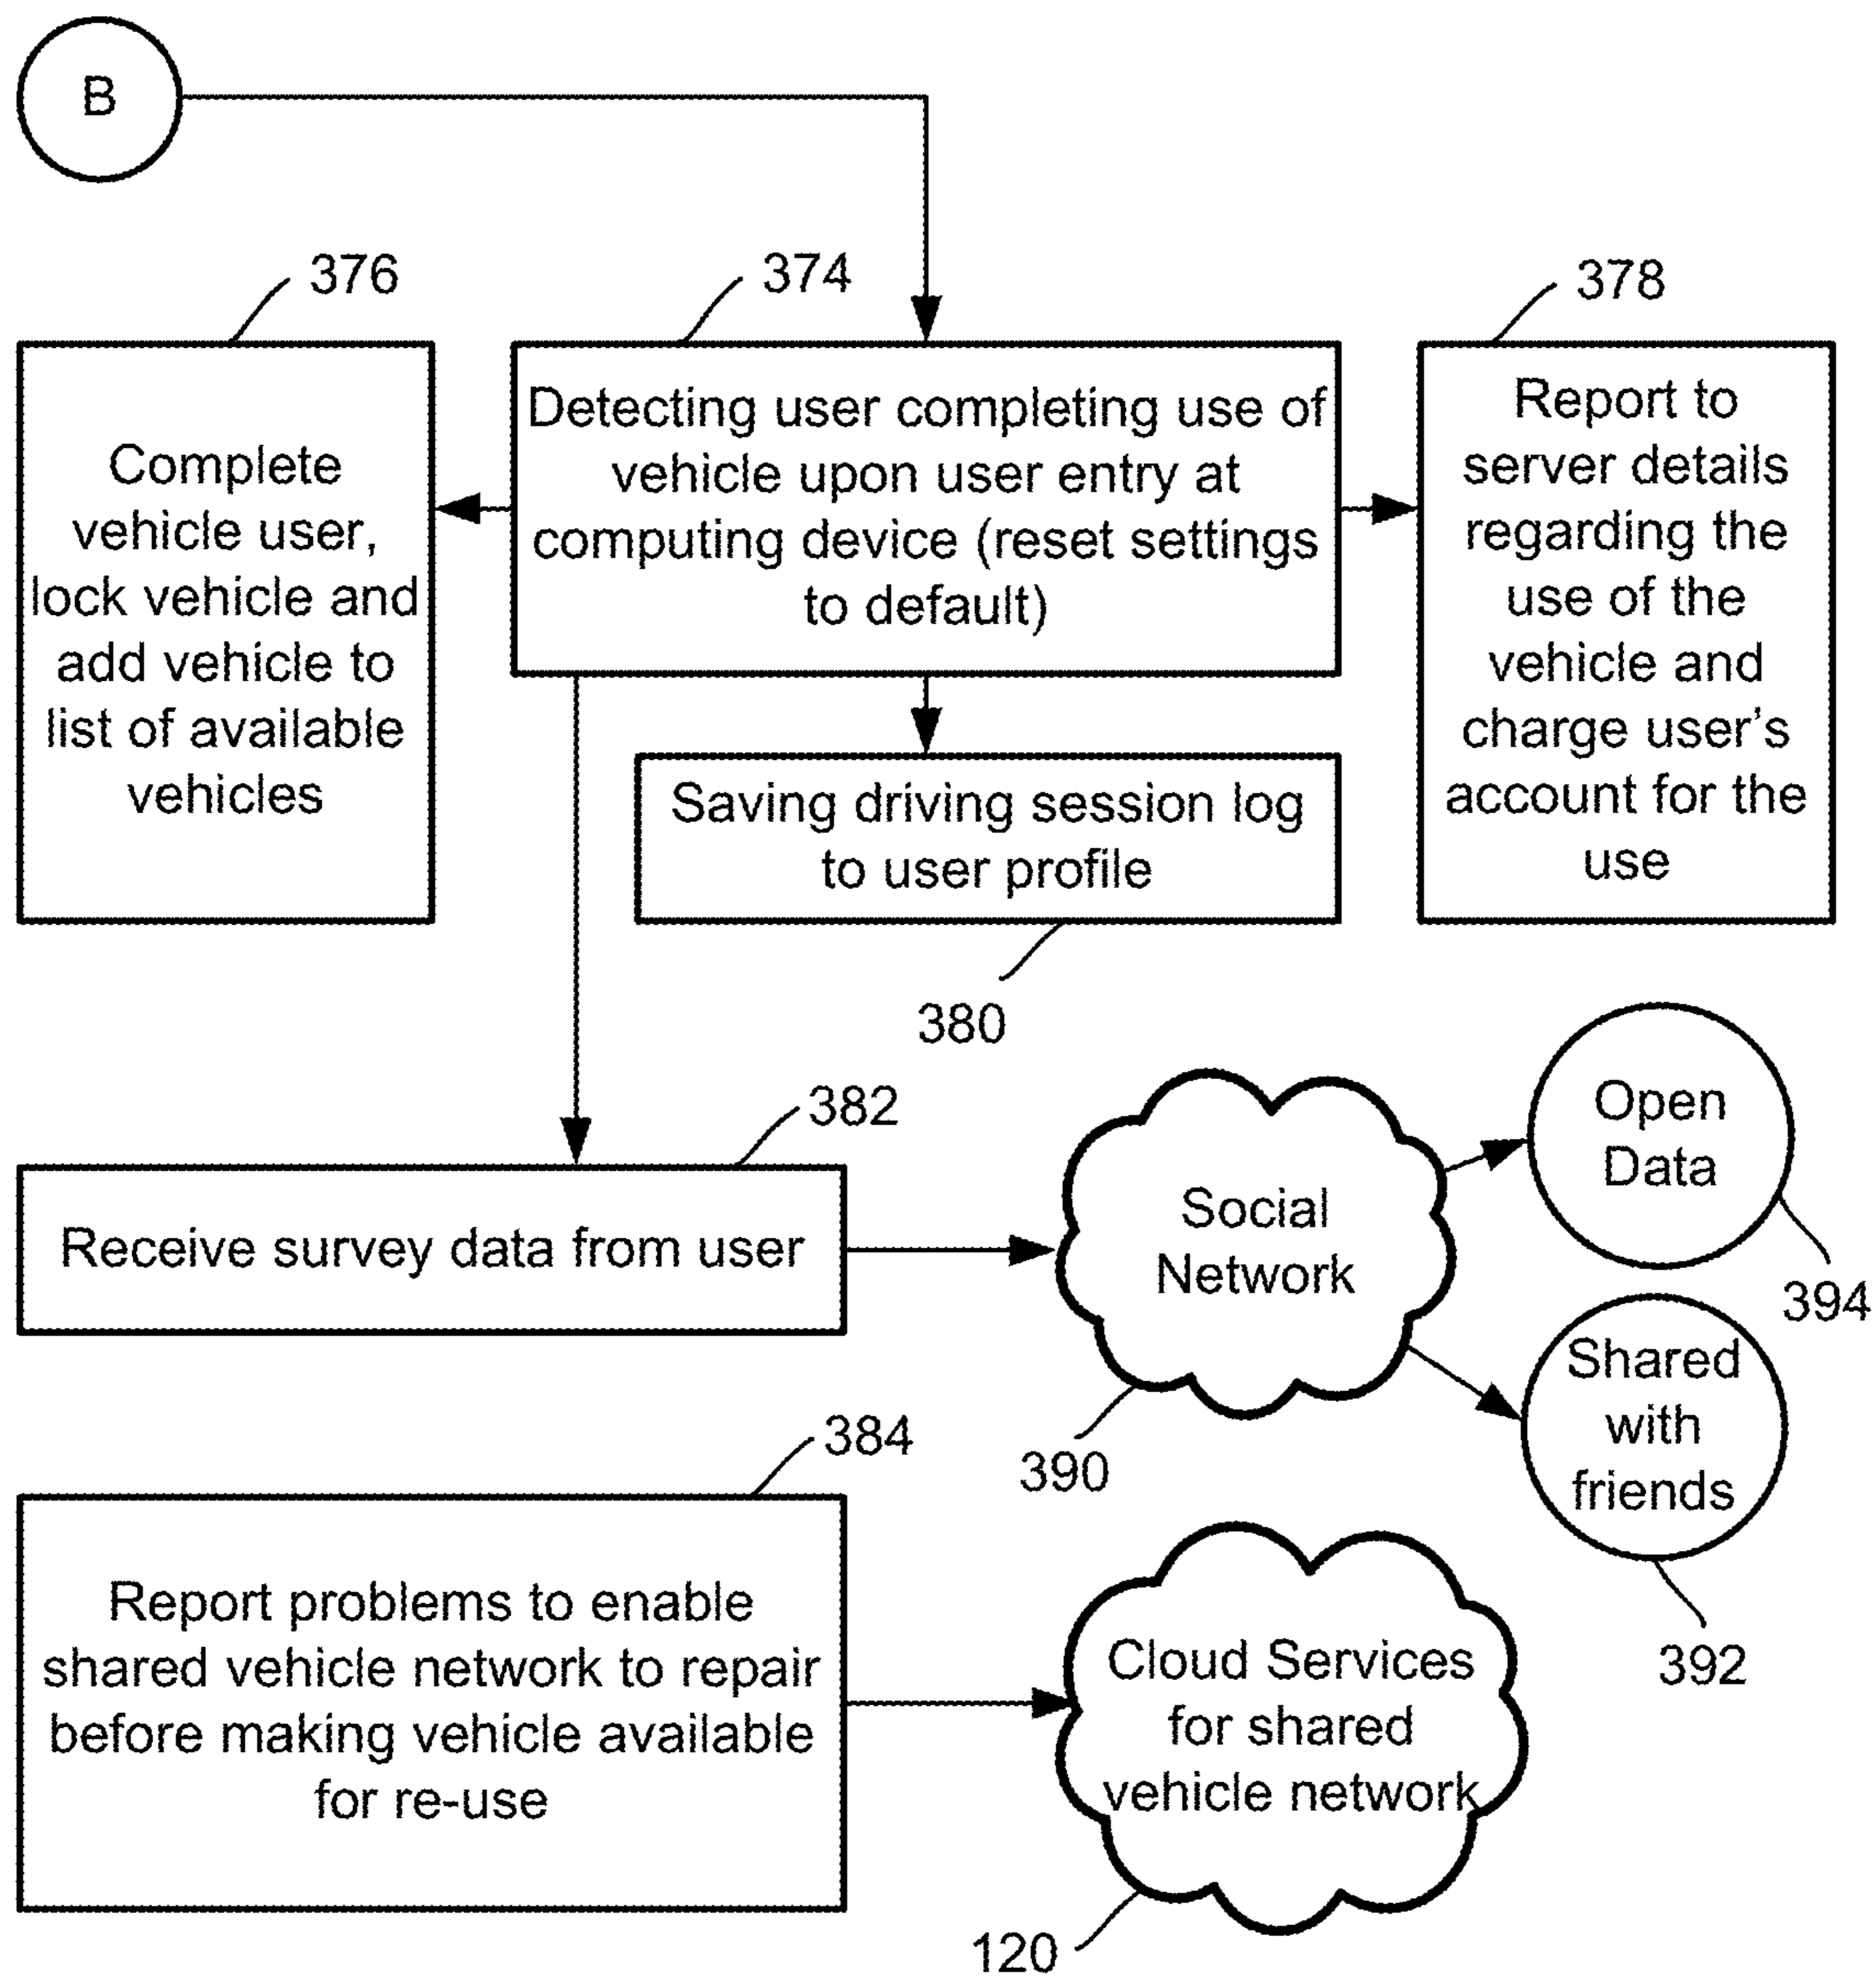 B
376
374
378
Complete
vehicle user,
lock vehicle and
add vehicle to
list of available
vehicles
Detecting user completing use of
vehicle upon user entry at
computing device (reset settings
to default)
Report to
server details
regarding the
use of the
vehicle and
charge user’s
account for the
use
Saving driving session log
to user profile
380
382
Receive survey data from user
Social
Network
390
Open
Data
394
Shared
with
friends
392
384
Report problems to enable
shared vehicle network to repair
before making vehicle available
for re-use
Cloud Services
for shared
vehicle network
120